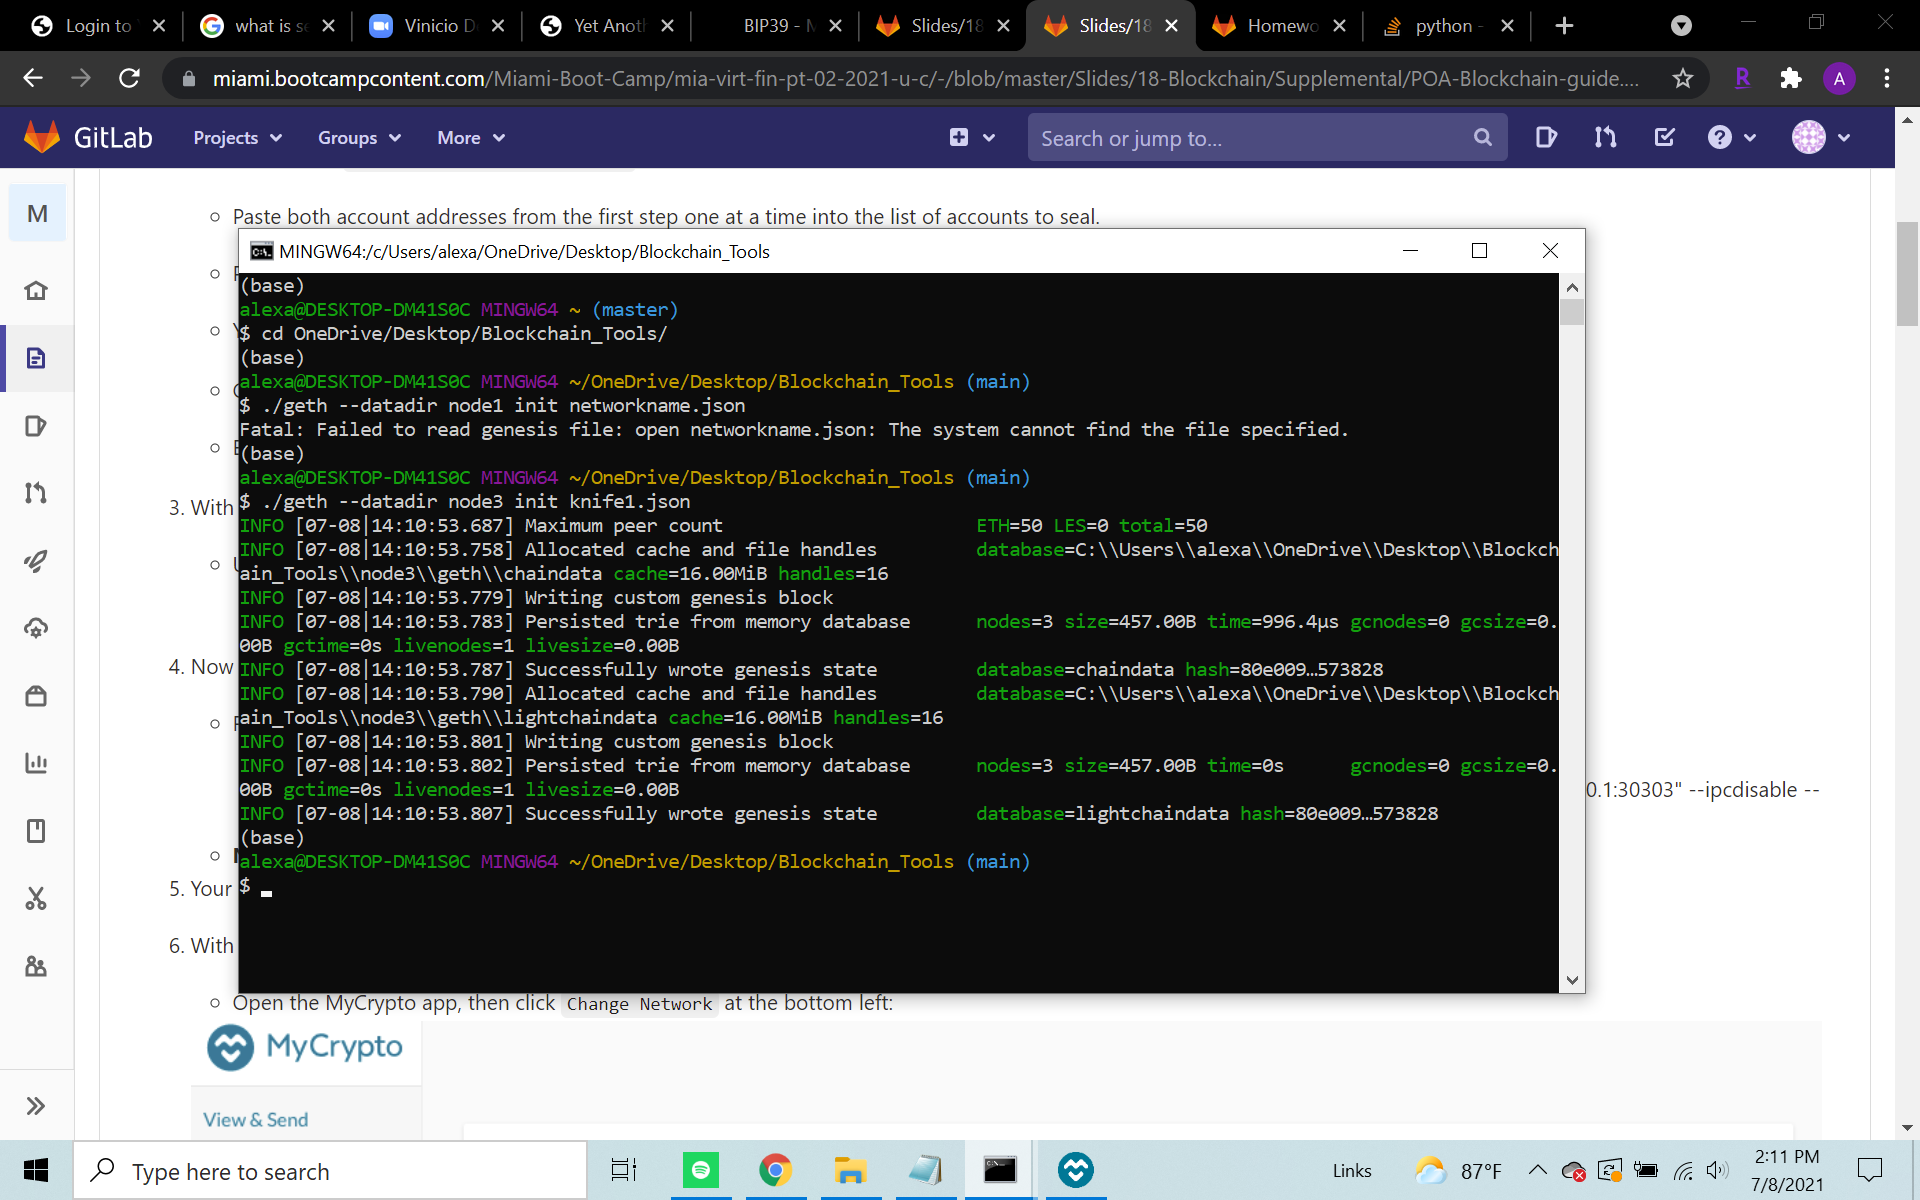 Login to
what is se
Vinicio D
Yet Anoth
BIP39 - M
Slides/18
Slides/18
Homewo
python -
miami.bootcampcontent.com/Miami-Boot-Camp/mia-virt-fin-pt-02-2021-u-c/-/blob/master/Slides/18-Blockchain/Supplemental/POA-Blockchain-guide....
R
A
GitLab
Projects
Groups
More
Search or jump to...
M
Paste both account addresses from the first step one at a time into the list of accounts to seal.
MINGW64:/c/Users/alexa/OneDrive/Desktop/Blockchain_Tools
(base)
alexa@DESKTOP-DM41S0C MINGW64 ~ (master)
$ cd OneDrive/Desktop/Blockchain_Tools/
(base)
alexa@DESKTOP-DM41S0C MINGW64 ~/OneDrive/Desktop/Blockchain_Tools (main)
$ ./geth --datadir node1 init networkname.json
Fatal: Failed to read genesis file: open networkname.json: The system cannot find the file specified.
(base)
alexa@DESKTOP-DM41S0C MINGW64 ~/OneDrive/Desktop/Blockchain_Tools (main)
$ ./geth --datadir node3 init knife1.json
INFO [07-08|14:10:53.687] Maximum peer count ETH=50 LES=0 total=50
INFO [07-08|14:10:53.758] Allocated cache and file handles database=C:\\Users\\alexa\\OneDrive\\Desktop\\Blockch
ain_Tools\\node3\\geth\\chaindata cache=16.00MiB handles=16
INFO [07-08|14:10:53.779] Writing custom genesis block
INFO [07-08|14:10:53.783] Persisted trie from memory database nodes=3 size=457.00B time=996.4µs gcnodes=0 gcsize=0.
00B gctime=0s livenodes=1 livesize=0.00B
INFO [07-08|14:10:53.787] Successfully wrote genesis state database=chaindata hash=80e009…573828
INFO [07-08|14:10:53.790] Allocated cache and file handles database=C:\\Users\\alexa\\OneDrive\\Desktop\\Blockch
ain_Tools\\node3\\geth\\lightchaindata cache=16.00MiB handles=16
INFO [07-08|14:10:53.801] Writing custom genesis block
INFO [07-08|14:10:53.802] Persisted trie from memory database nodes=3 size=457.00B time=0s gcnodes=0 gcsize=0.
00B gctime=0s livenodes=1 livesize=0.00B
INFO [07-08|14:10:53.807] Successfully wrote genesis state database=lightchaindata hash=80e009…573828
(base)
alexa@DESKTOP-DM41S0C MINGW64 ~/OneDrive/Desktop/Blockchain_Tools (main)
$
3. With
4. Now
0.1:30303" --ipcdisable --
5. Your
6. With
Open the MyCrypto app, then click Change Network at the bottom left:
MyCrypto
View & Send
Type here to search
Links
87°F
2:11 PM
7/8/2021